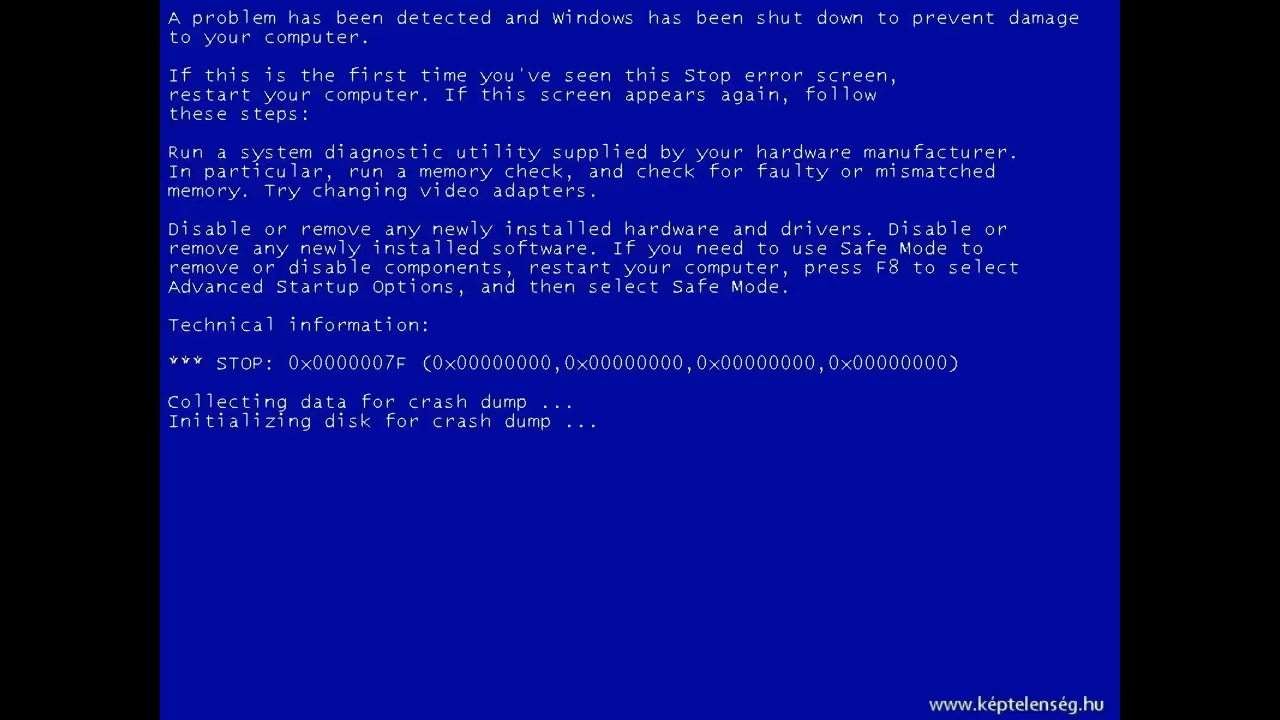 A problem has been detected and Windows has been shut down to prevent damage
to your computer.
If this is the first time you've seen this Stop error screen,
restart your computer. If this screen appears again, follow
these steps:
Run a system diagnostic utility supplied by your hardware manufacturer.
In particular, run a memory check, and check for faulty or mismatched
memory. Try changing video adapters.
Disable or remove any newly installed hardware and drivers. Disable or
remove any newly installed software. If you need to use Safe Mode to
remove or disable components, restart your computer, press F8 to select
Advanced Startup Options, and then select Safe Mode.
Technical information:
*** STOP: 0x0000007F (0x00000000,0x00000000,0x00000000,0x00000000)
Collecting data for crash dump ...
Initializing disk for crash dump ...
www.képtelenség.hu